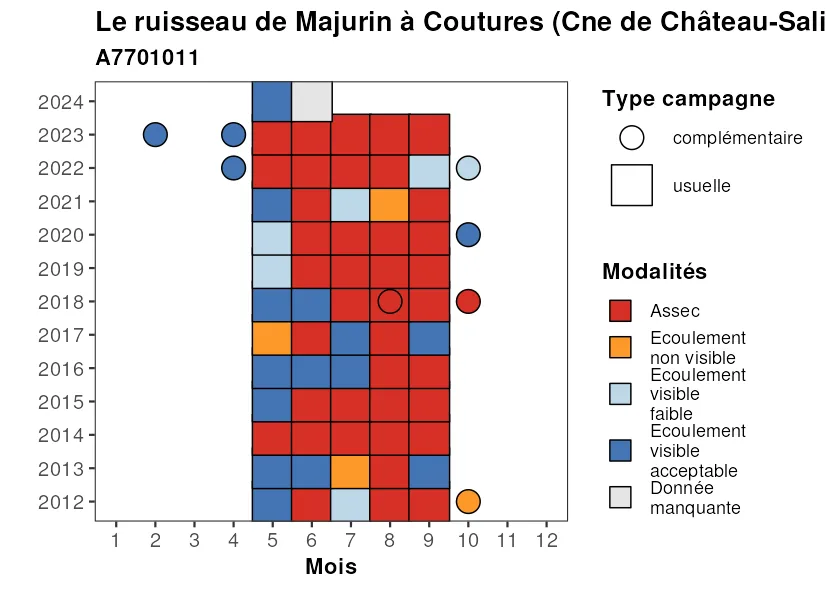 Le ruisseau de Majurin à Coutures (Cne de Château-Sali
A7701011
2024
2023
2022
2021
2020
2019
2018
2017
2016
2015
2014
2013
2012
1 2 3 4 5 6 7 8 9 10 11 12
Mois
Type campagne
complémentaire
usuelle
Modalités
Assec
Ecoulement
non visible
Ecoulement
visible
faible
Ecoulement
visible
acceptable
Donnée
manquante